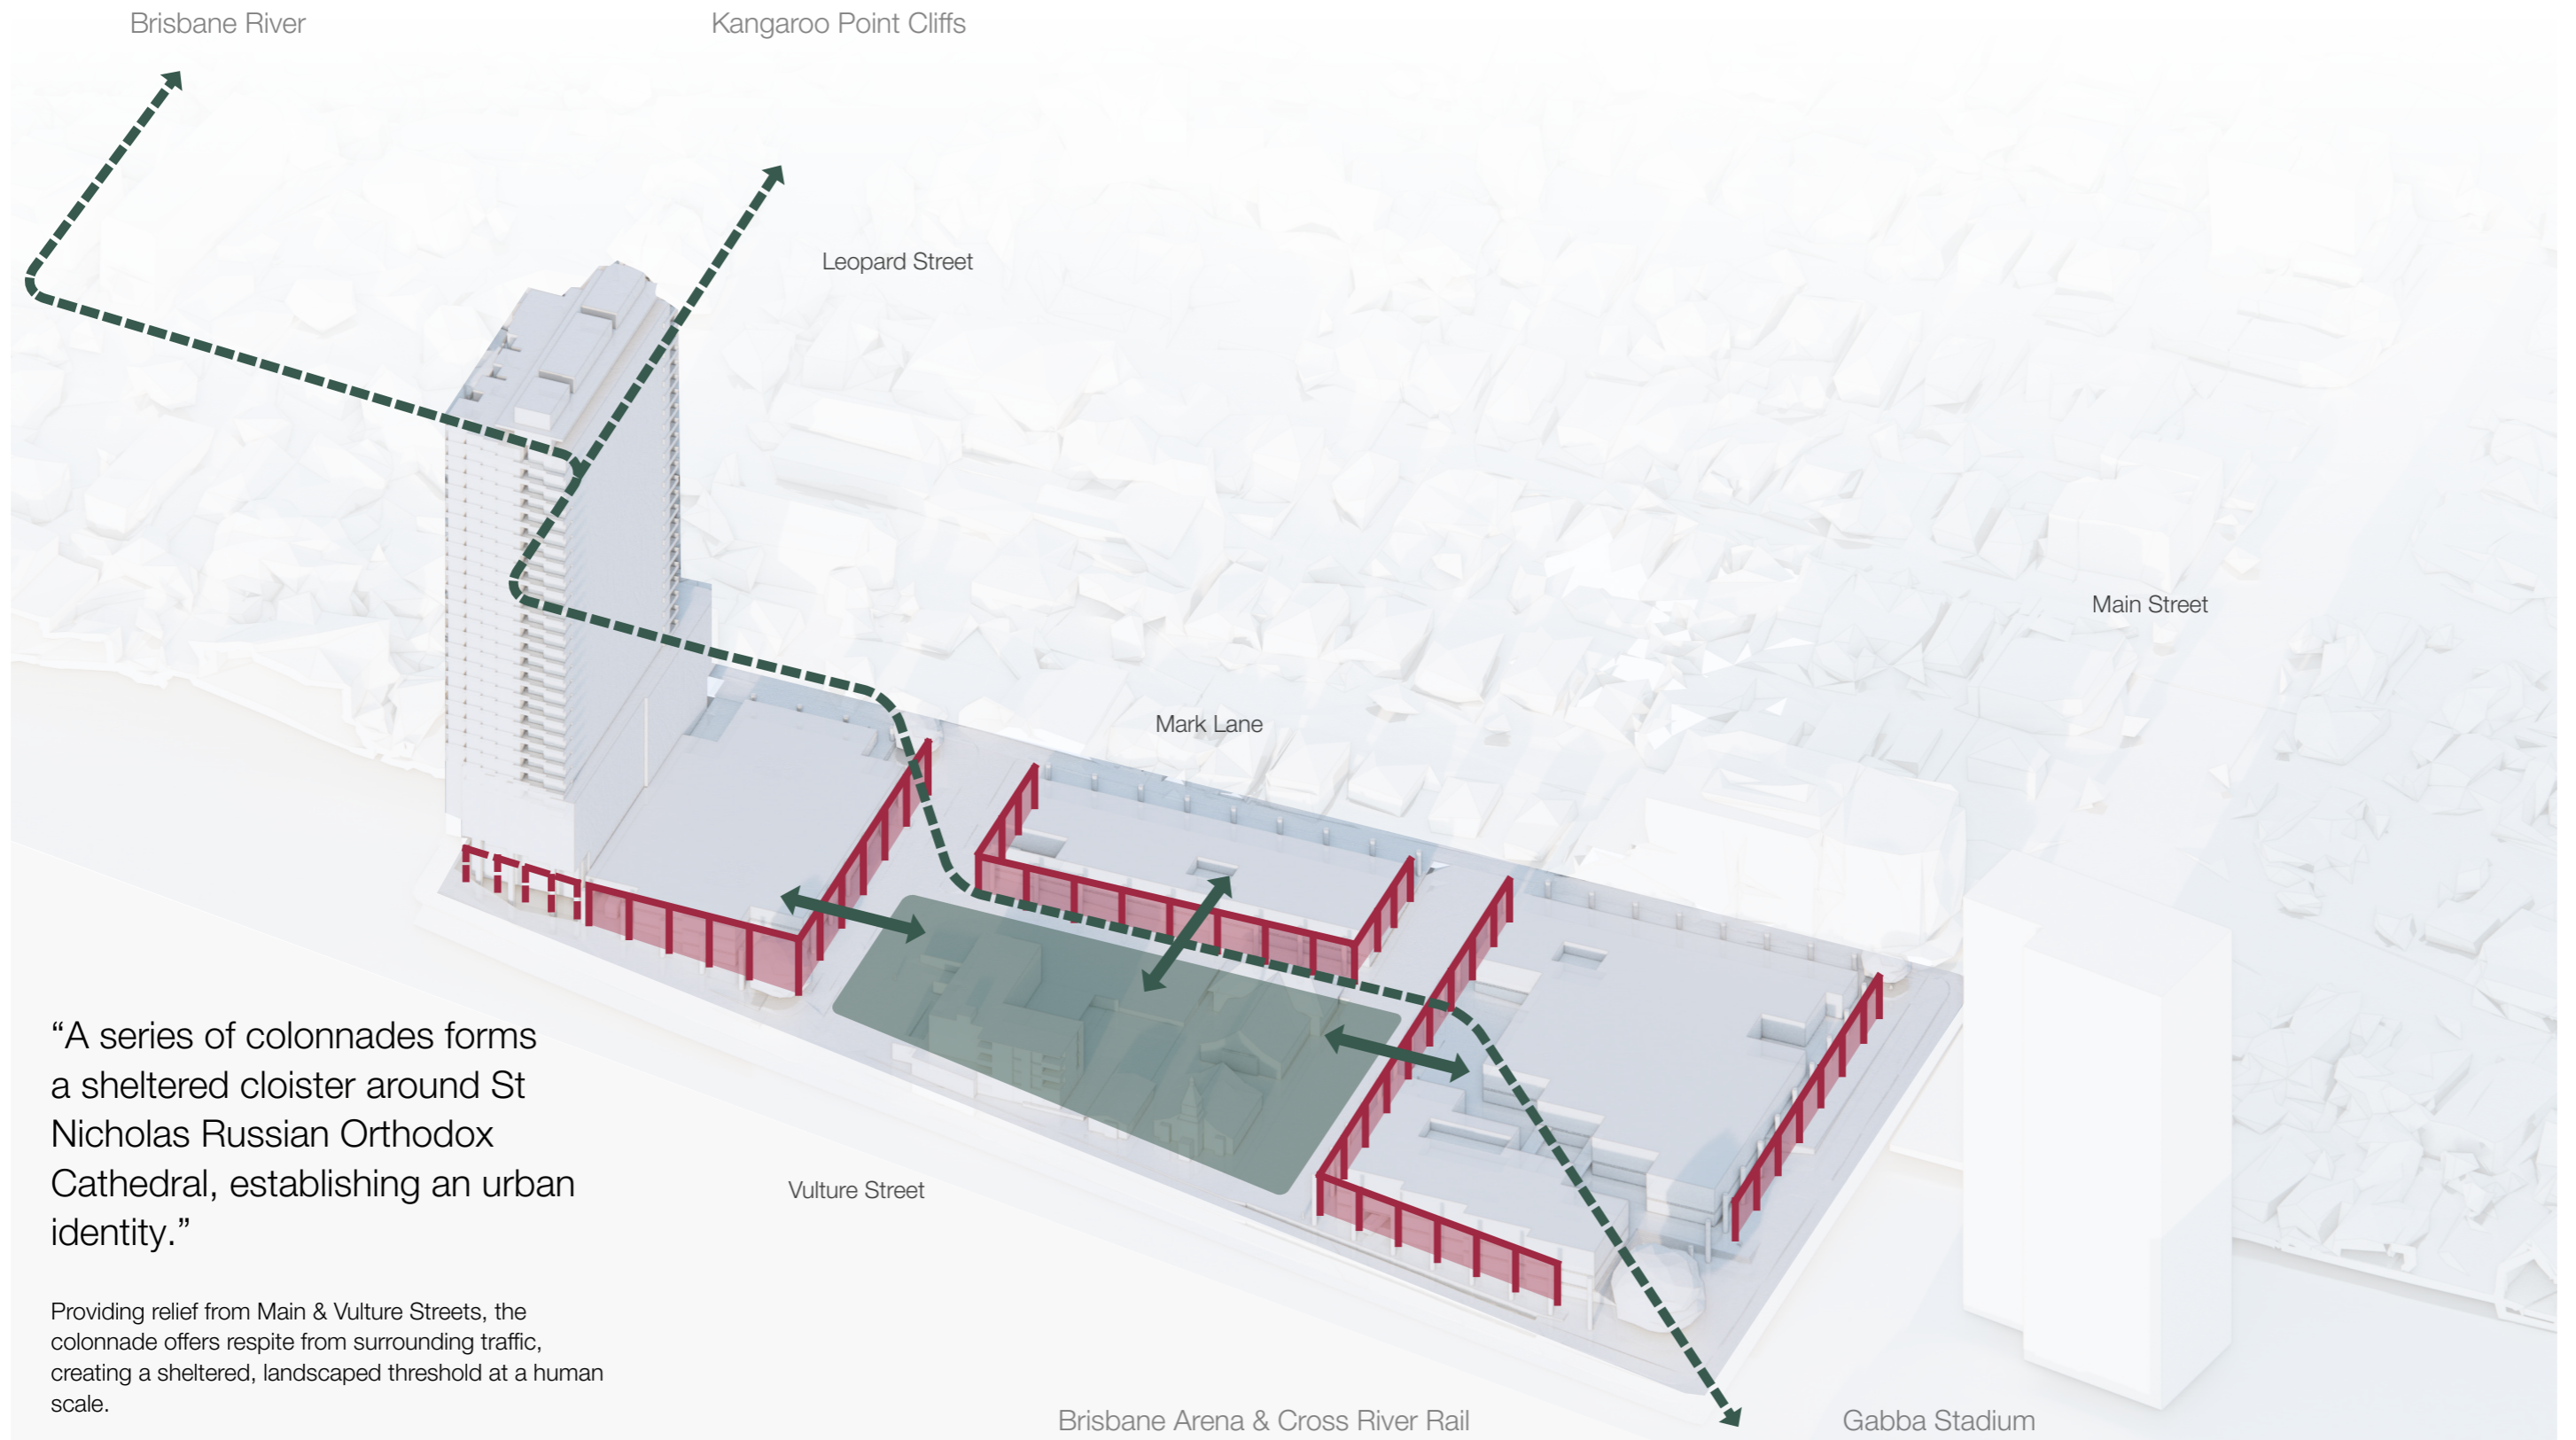 Brisbane River
Kangaroo Point Cliffs
Leopard Street
Main Street
Mark Lane
“A series of colonnades forms
a sheltered cloister around St
Nicholas Russian Orthodox
Cathedral, establishing an urban
identity.”
Vulture Street
Providing relief from Main & Vulture Streets, the
colonnade offers respite from surrounding traffic,
creating a sheltered, landscaped threshold at a human
scale.
Brisbane Arena & Cross River Rail
Gabba Stadium